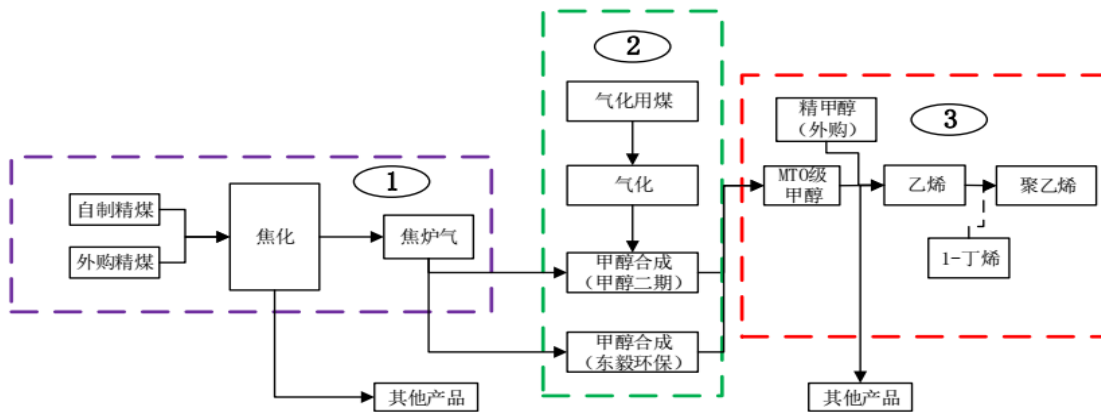 ①
自制精煤
外购精煤
焦化
焦炉气
其他产品
②
气化用煤
气化
甲醇合成
（甲醇二期）
甲醇合成
（东毅环保）
③
精甲醇
（外购）
MTO级
甲醇
乙烯
聚乙烯
1-丁烯
其他产品